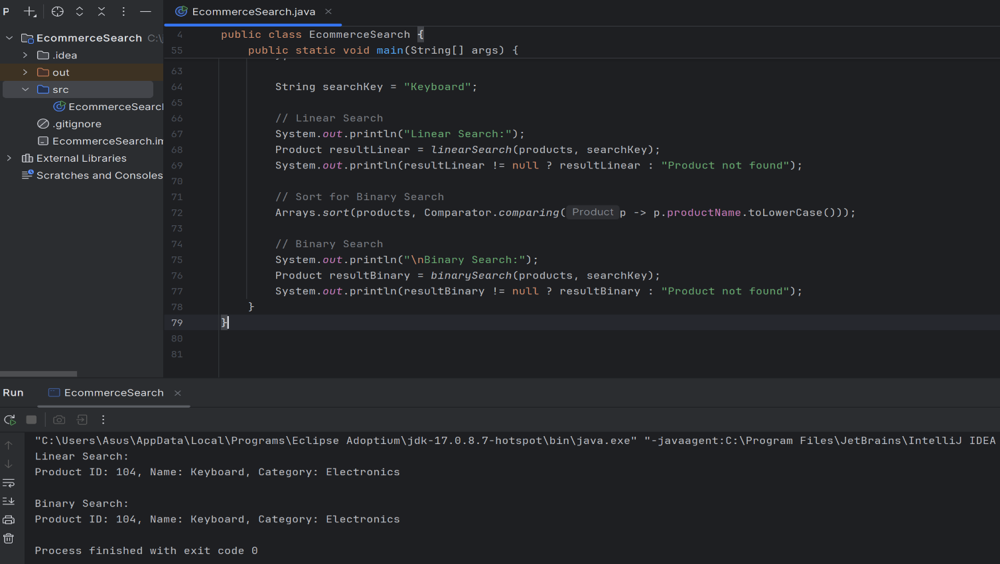 P
EcommerceSearch C:\
.idea
out
src
EcommerceSearch
.gitignore
EcommerceSearch.im
External Libraries
Scratches and Consoles
EcommerceSearch.java
4 public class EcommerceSearch {
55 public static void main(String[] args) {
63
64 String searchKey = "Keyboard";
65
66 // Linear Search
67 System.out.println("Linear Search:");
68 Product resultLinear = linearSearch(products, searchKey);
69 System.out.println(resultLinear != null ? resultLinear : "Product not found");
70
71 // Sort for Binary Search
72 Arrays.sort(products, Comparator.comparing( Product p -> p.productName.toLowerCase()));
73
74 // Binary Search
75 System.out.println("\nBinary Search:");
76 Product resultBinary = binarySearch(products, searchKey);
77 System.out.println(resultBinary != null ? resultBinary : "Product not found");
78 }
79 }
80
81
Run EcommerceSearch
"C:\Users\Asus\AppData\Local\Programs\Eclipse Adoptium\jdk-17.0.8.7-hotspot\bin\java.exe" "-javaagent:C:\Program Files\JetBrains\IntelliJ IDEA
Linear Search:
Product ID: 104, Name: Keyboard, Category: Electronics
Binary Search:
Product ID: 104, Name: Keyboard, Category: Electronics
Process finished with exit code 0